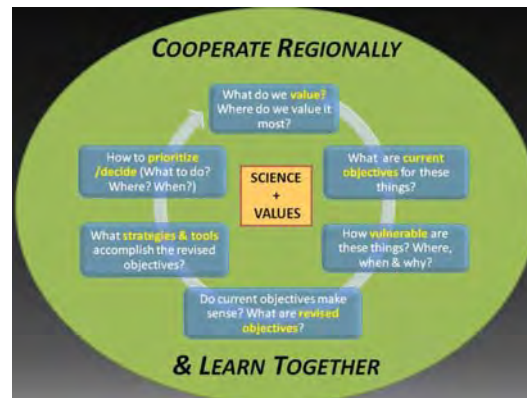 COOPERATE REGIONALLY
What do we value?
Where do we value it
most?
What are current
objectives for these
things?
How vulnerable are
these things? Where,
when & why?
Do current objectives make
sense? What are revised
objectives?
What strategies & tools
accomplish the revised
objectives?
How to prioritize
/decide (What to do?
Where? When?)
SCIENCE
+
VALUES
& LEARN TOGETHER